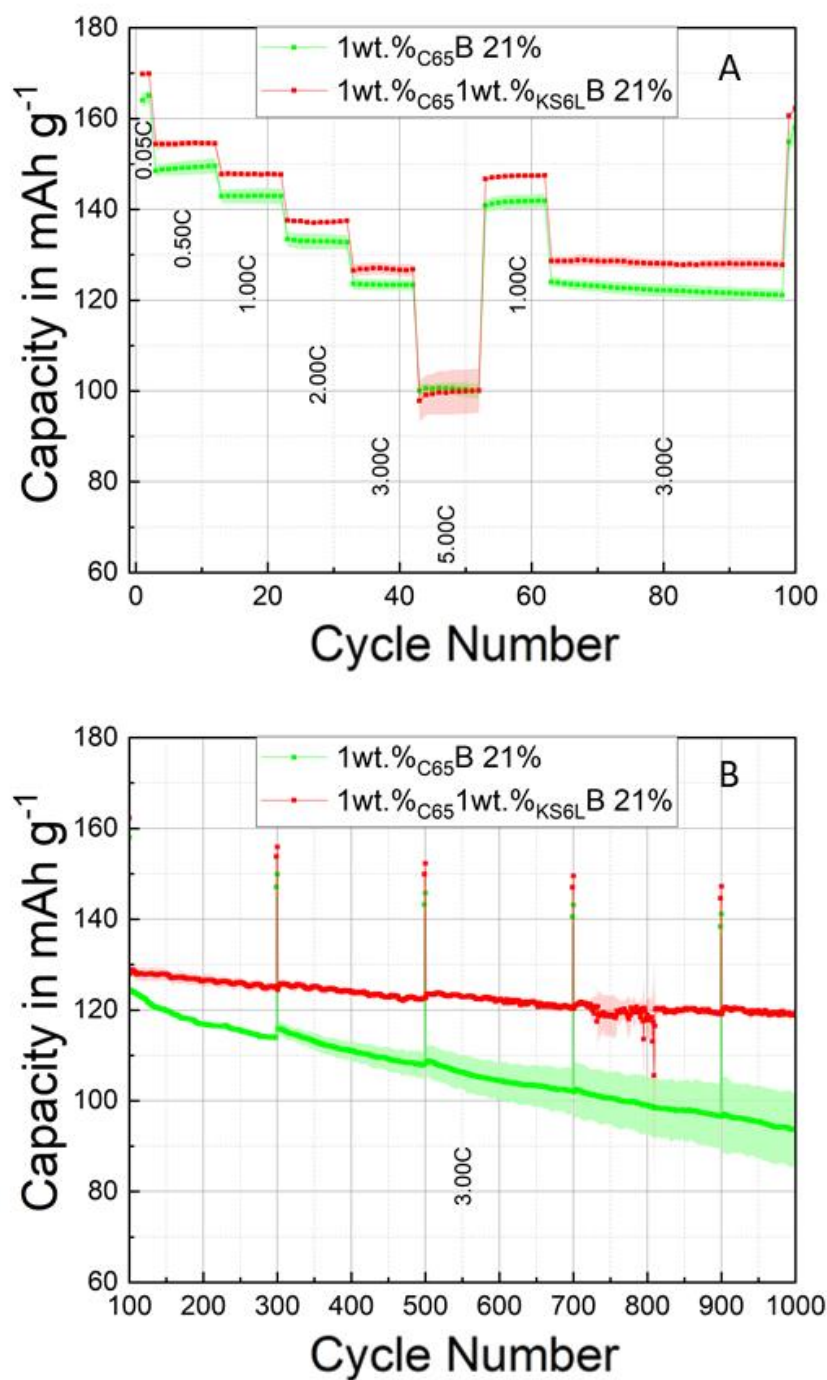 180
160
140
120
100
80
60
Capacity in mAh g⁻¹
1wt.%C65B 21%
1wt.%C651wt.%KS6LB 21%
A
0.05C
0.50C
1.00C
2.00C
3.00C
5.00C
1.00C
3.00C
0 20 40 60 80 100
Cycle Number
180
160
140
120
100
80
60
Capacity in mAh g⁻¹
1wt.%C65B 21%
1wt.%C651wt.%KS6LB 21%
B
3.00C
100 200 300 400 500 600 700 800 900 1000
Cycle Number